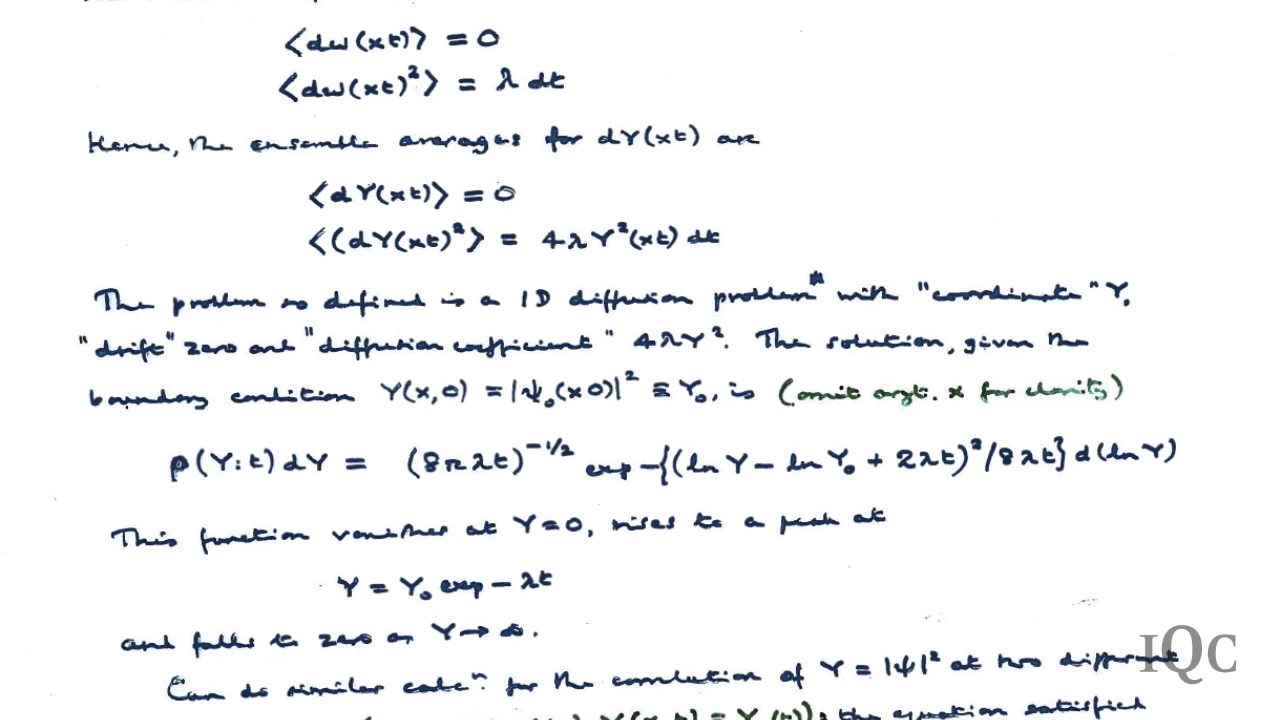 ⟨dw(xt)⟩ = 0
⟨dw(xt)²⟩ = λ dt
Hence, the ensemble averages for dY(xt) are
⟨dY(xt)⟩ = 0
⟨(dY(xt)²⟩ = 4λY²(xt) dt
The problem so defined is a 1D diffusion problem* with "coordinate" Y,
"drift" zero and "diffusion coefficient" 4λY². The solution, given the
boundary condition Y(x,0) = |ψ₀(x0)|² ≡ Y₀, is (omit argt. x for clarity)
p(Y:t) dY = (8πλt)^{-1/2} exp-{(ln Y - ln Y₀ + 2λt)²/8λt} d(ln Y)
This function vanishes at Y=0, rises to a peak at
Y = Y₀ exp - λt
and falls to zero as Y→∞.
Can do similar calcⁿ. for the correlation of Y = |ψ|² at two different
the equation satisfied
IQC